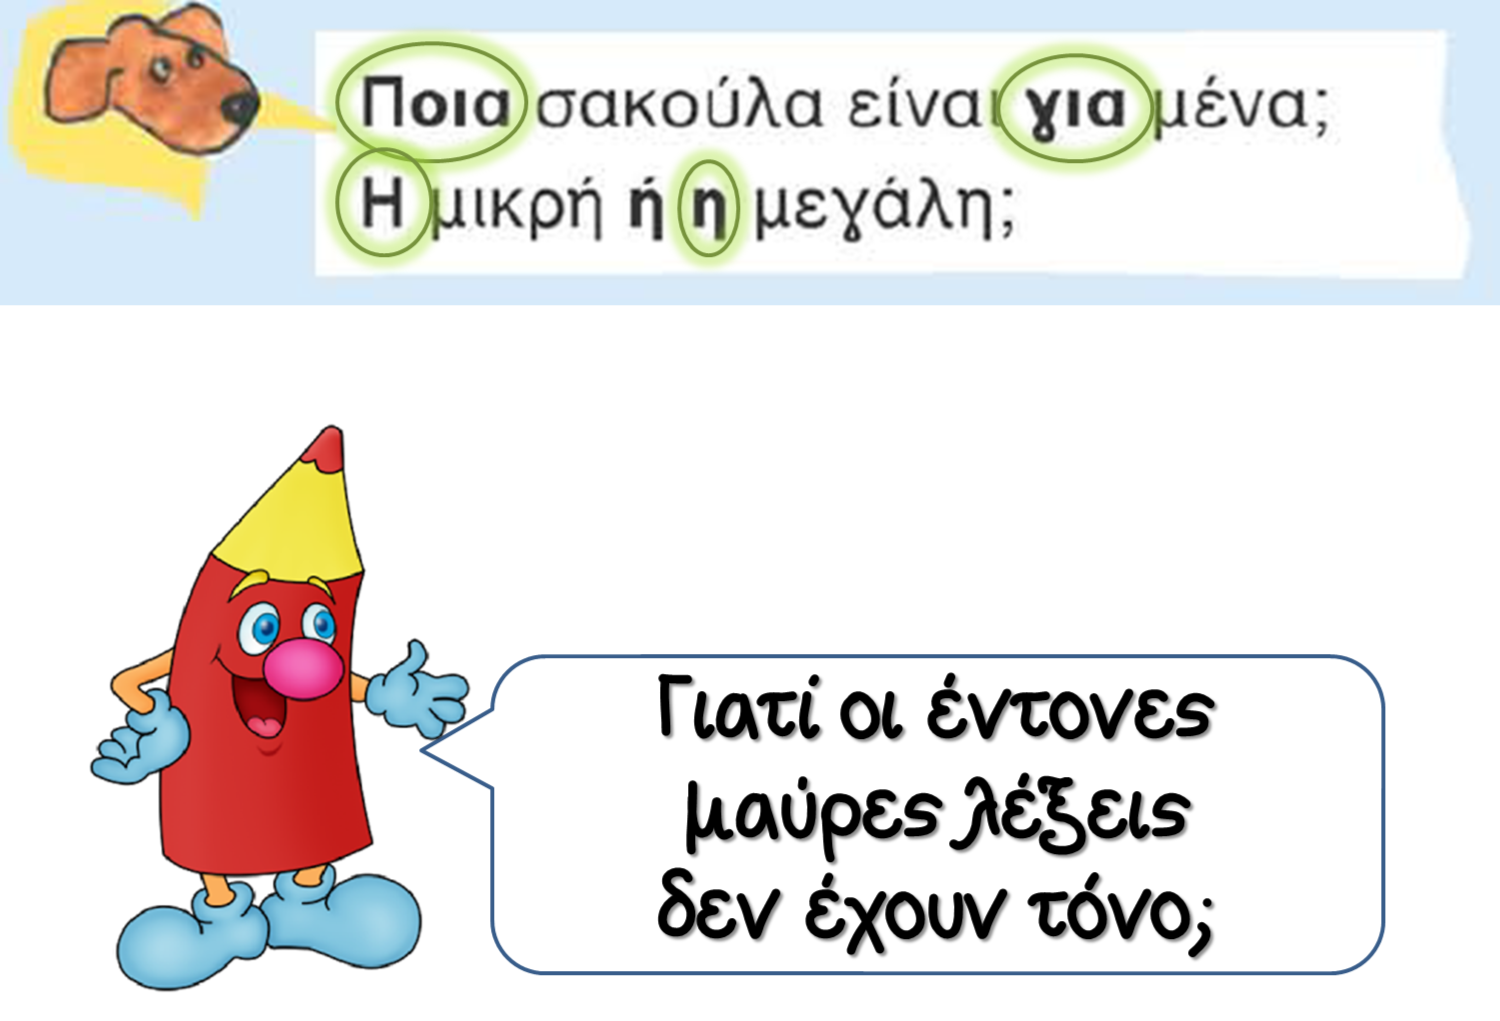 Ποια σακούλα είναι για μένα;
Η μικρή ή η μεγάλη;
Γιατί οι έντονες
μαύρες λέξεις
δεν έχουν τόνο;